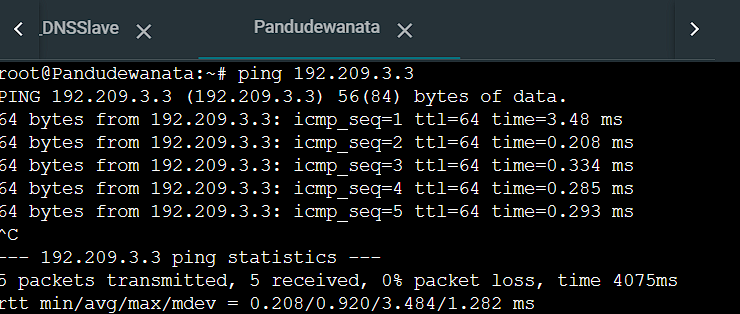 _DNSSlave
Pandudewanata
root@Pandudewanata:~# ping 192.209.3.3
PING 192.209.3.3 (192.209.3.3) 56(84) bytes of data.
64 bytes from 192.209.3.3: icmp_seq=1 ttl=64 time=3.48 ms
64 bytes from 192.209.3.3: icmp_seq=2 ttl=64 time=0.208 ms
64 bytes from 192.209.3.3: icmp_seq=3 ttl=64 time=0.334 ms
64 bytes from 192.209.3.3: icmp_seq=4 ttl=64 time=0.285 ms
64 bytes from 192.209.3.3: icmp_seq=5 ttl=64 time=0.293 ms
^C
--- 192.209.3.3 ping statistics ---
5 packets transmitted, 5 received, 0% packet loss, time 4075ms
rtt min/avg/max/mdev = 0.208/0.920/3.484/1.282 ms